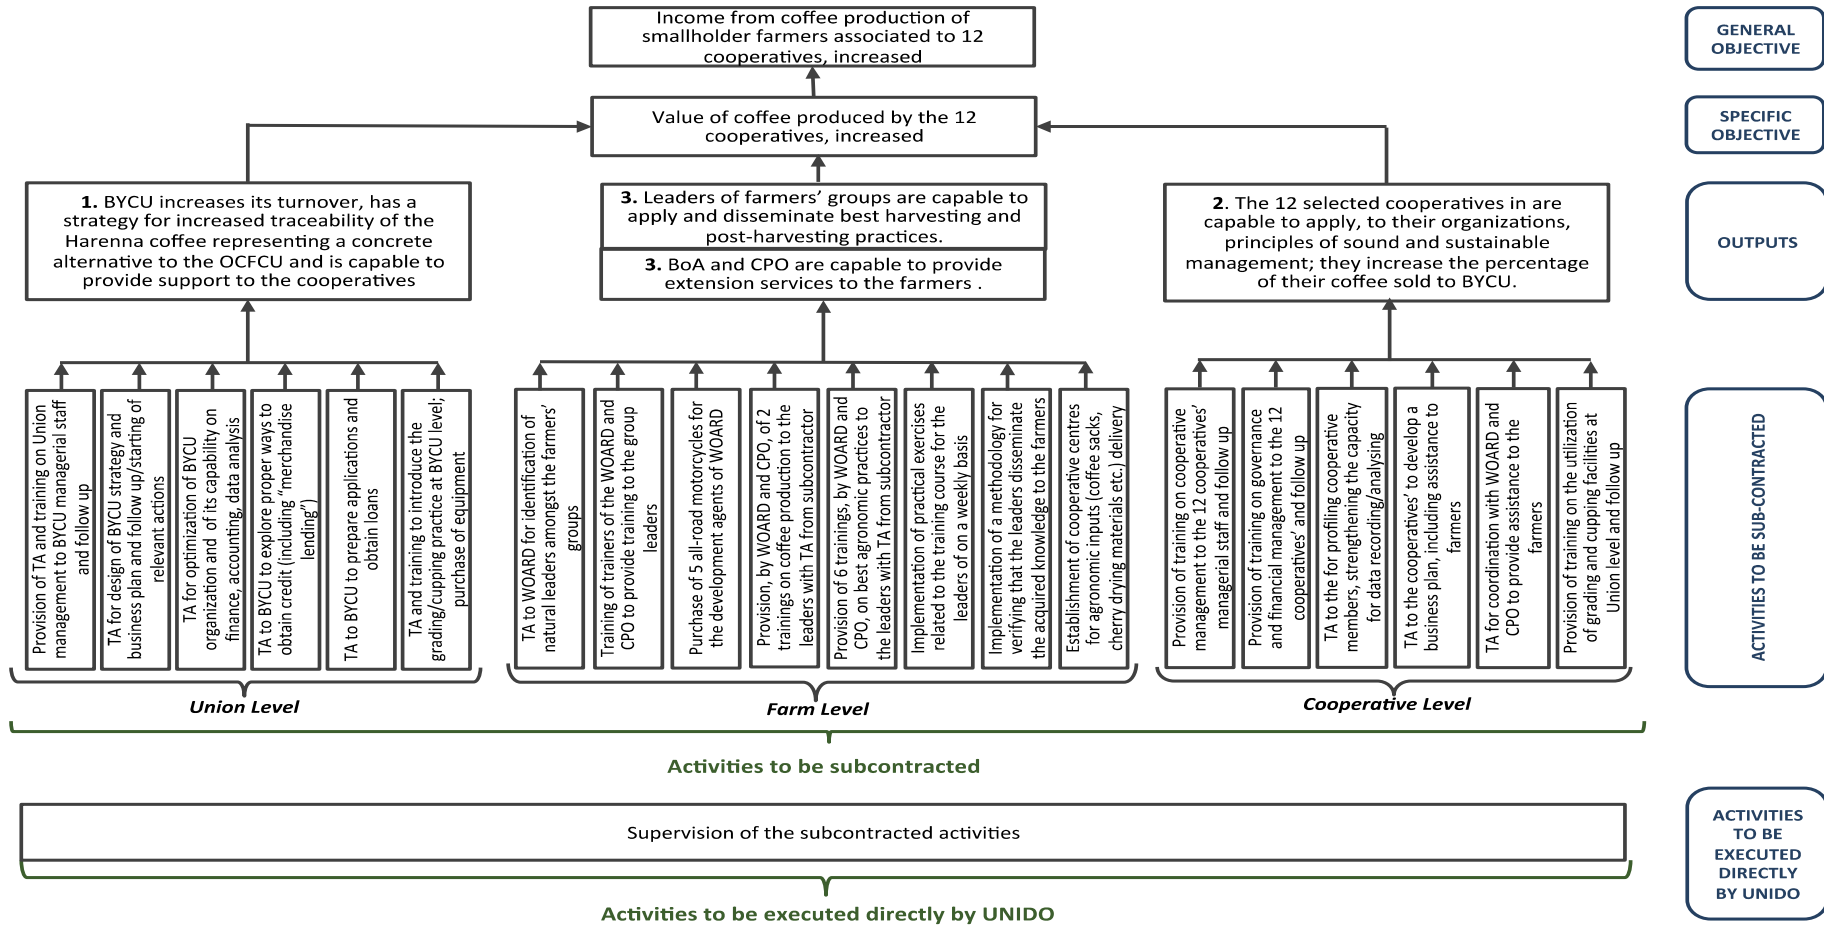 Income from coffee production of
smallholder farmers associated to 12
cooperatives, increased
GENERAL
OBJECTIVE
Value of coffee produced by the 12
cooperatives, increased
SPECIFIC
OBJECTIVE
1. BYCU increases its turnover, has a
strategy for increased traceability of the
Harenna coffee representing a concrete
alternative to the OCFCU and is capable to
provide support to the cooperatives
3. Leaders of farmers’ groups are capable to
apply and disseminate best harvesting and
post-harvesting practices.
3. BoA and CPO are capable to provide
extension services to the farmers .
2. The 12 selected cooperatives in are
capable to apply, to their organizations,
principles of sound and sustainable
management; they increase the percentage
of their coffee sold to BYCU.
OUTPUTS
Provision of TA and training on Union
management to BYCU managerial staff
and follow up
TA for design of BYCU strategy and
business plan and follow up/starting of
relevant actions
TA for optimization of BYCU
organization and  of its capability on
finance, accounting, data analysis
TA to BYCU to explore proper ways to
obtain credit (including “merchandise
lending”)
TA to BYCU to prepare applications and
obtain loans
TA and training to introduce the
grading/cupping practice at BYCU level;
purchase of equipment
TA to WOARD for identification of
natural leaders amongst the farmers’
groups
Training of trainers of the WOARD and
CPO to provide training to the group
leaders
Purchase of 5 all-road motorcycles for
the development agents of WOARD
Provision, by WOARD and CPO, of 2
trainings on coffee production to the
leaders with TA from subcontractor
Provision of 6 trainings, by WOARD and
CPO, on best agronomic practices to
the leaders with TA from subcontractor
Implementation of practical exercises
related to the training course for the
leaders of on a weekly basis
Implementation of a methodology for
verifying that the leaders disseminate
the acquired knowledge to the farmers
Establishment of cooperative centres
for agronomic inputs (coffee sacks,
cherry drying materials etc.) delivery
Provision of training on cooperative
management to the 12 cooperatives’
managerial staff and follow up
Provision of training on governance
and financial management to the 12
cooperatives’ and follow up
TA to the for profiling cooperative
members, strengthening the capacity
for data recording/analysing
TA to the cooperatives’ to develop a
business plan, including assistance to
farmers
TA for coordination with WOARD and
CPO to provide assistance to the
farmers
Provision of training on the utilization
of grading and cupping facilities at
Union level and follow up
ACTIVITIES TO BE SUB-CONTRACTED
Union Level
Farm Level
Cooperative Level
Activities to be subcontracted
Supervision of the subcontracted activities
ACTIVITIES
TO BE
EXECUTED
DIRECTLY
BY UNIDO
Activities to be executed directly by UNIDO